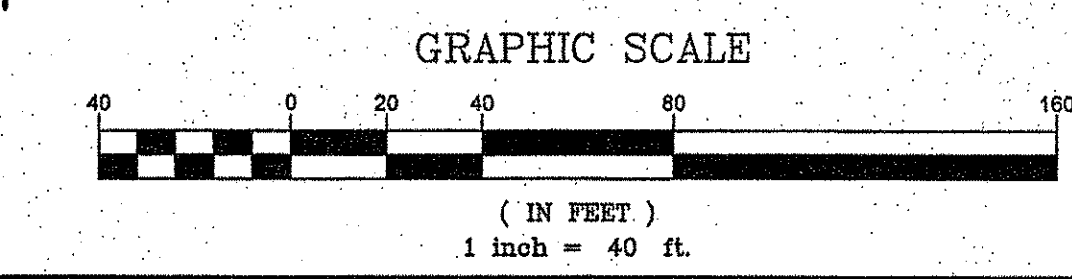 GRAPHIC SCALE
40 0 20 40 80 160
( IN FEET )
1 inch = 40 ft.